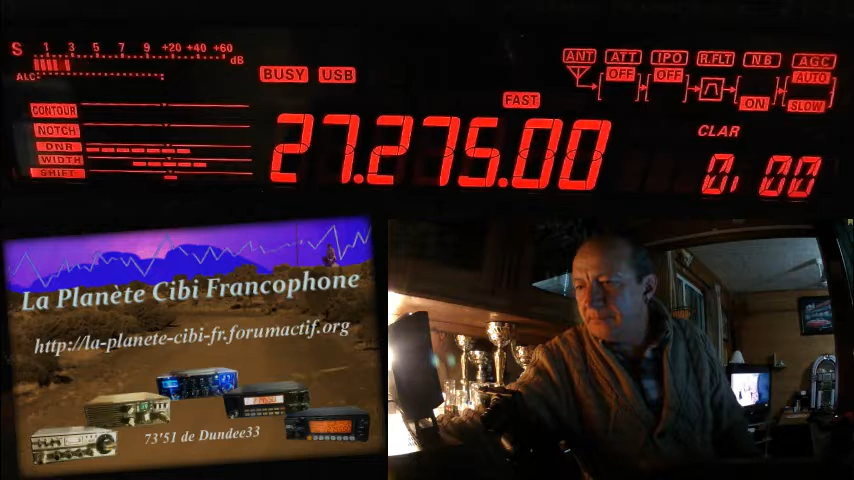 S 1 3 5 7 9 +20 +40 +60 dB
ALC
BUSY USB
ANT ATT IPO R.FLT NB AGC
OFF OFF AUTO
ON SLOW
FAST
CONTOUR
NOTCH
DNR
WIDTH
SHIFT
27.275.00
CLAR
0. 00
La Planète Cibi Francophone
http://la-planete-cibi-fr.forumactif.org
73'51 de Dundee33